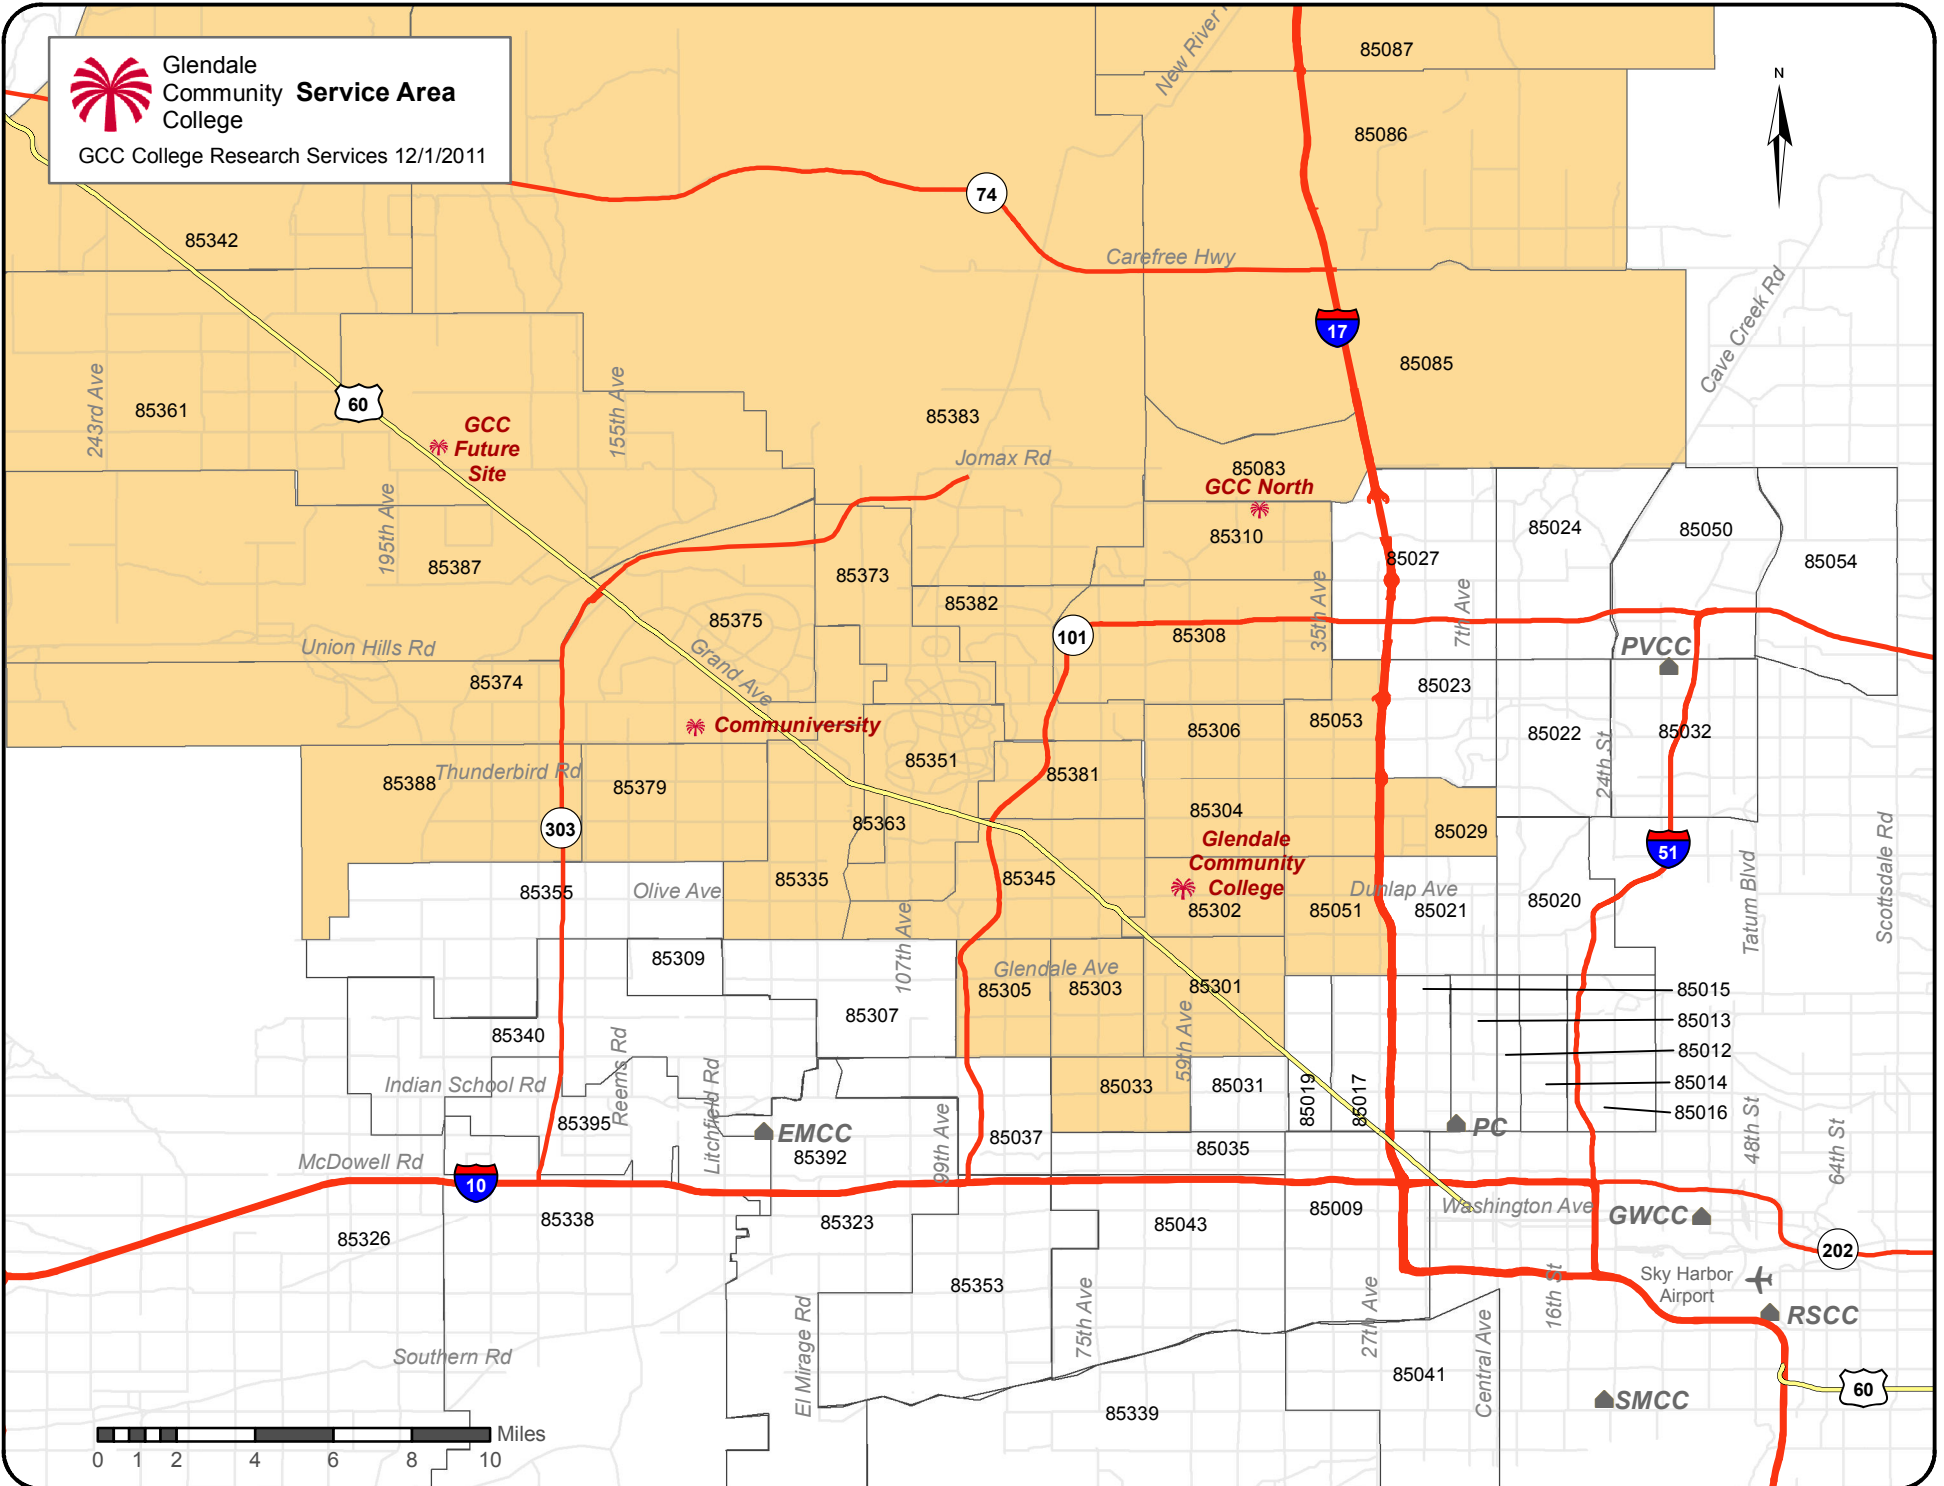 Glendale
Community
College
Service Area
GCC College Research Services 12/1/2011
N
New River
85087
85086
74
85342
Carefree Hwy
17
85085
Cave Creek Rd
243rd Ave
85361
60
GCC
Future
Site
155th Ave
85383
Jomax Rd
85083
GCC North
195th Ave
85387
85373
85310
85027
85024
85050
85054
85382
85375
101
85308
35th Ave
7th Ave
Union Hills Rd
Grand Ave
PVCC
85374
85023
Communiversity
85306
85053
85022
24th St
85032
85351
85381
Thunderbird Rd
85388
85379
85304
303
85363
85029
Glendale
Community
College
51
Scottsdale Rd
85355
Olive Ave
85335
85345
85302
85051
Dunlap Ave
85021
85020
Tatum Blvd
85309
107th Ave
Glendale Ave
85305
85303
85301
85015
85013
85012
85014
85016
85307
85340
Reems Rd
59th Ave
Indian School Rd
Litchfield Rd
85033
85031
85019
85017
85395
EMCC
85392
99th Ave
85037
85035
PC
48th St
64th St
McDowell Rd
10
85338
85326
85323
85043
85009
Washington Ave
GWCC
202
85353
Sky Harbor
Airport
RSCC
El Mirage Rd
75th Ave
27th Ave
16th St
Central Ave
Southern Rd
85041
60
SMCC
85339
Miles
0 1 2 4 6 8 10